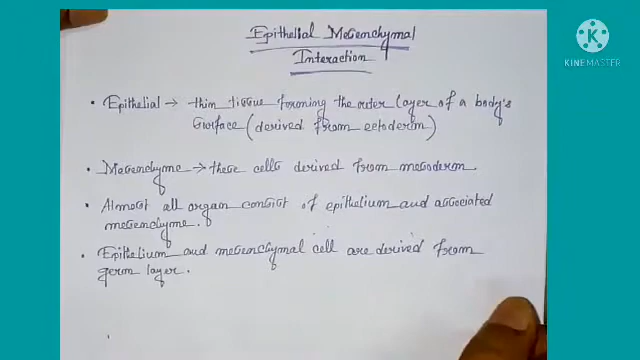 Epithelial Mesenchymal
Interaction
KINEMASTER
• Epithelial → thin tissue forming the outer layer of a body's
surface (derived from ectoderm)
• Mesenchyme → these cells derived from mesoderm.
• Almost all organ consist of epithelium and associated
mesenchyme.
• Epithelium and mesenchymal cell are derived from
germ layer.